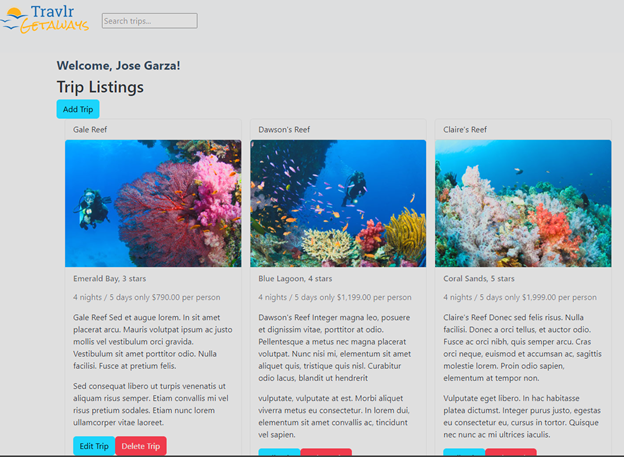 Travlr
Getaways
Search trips...
Welcome, Jose Garza!
Trip Listings
Add Trip
Gale Reef
Emerald Bay, 3 stars
4 nights / 5 days only $790.00 per person
Gale Reef Sed et augue lorem. In sit amet
placerat arcu. Mauris volutpat ipsum ac justo
mollis vel vestibulum orci gravida.
Vestibulum sit amet porttitor odio. Nulla
facilisi. Fusce at pretium felis.
Sed consequat libero ut turpis venenatis ut
aliquam risus semper. Etiam convallis mi vel
risus pretium sodales. Etiam nunc lorem
ullamcorper vitae laoreet.
Edit Trip
Delete Trip
Dawson's Reef
Blue Lagoon, 4 stars
4 nights / 5 days only $1,199.00 per person
Dawson's Reef Integer magna leo, posuere
et dignissim vitae, porttitor at odio.
Pellentesque a metus nec magna placerat
volutpat. Nunc nisi mi, elementum sit amet
aliquet quis, tristique quis nisl. Curabitur
odio lacus, blandit ut hendrerit
vulputate, vulputate at est. Morbi aliquet
viverra metus eu consectetur. In lorem dui,
elementum sit amet convallis ac, tincidunt
vel sapien.
Claire's Reef
Coral Sands, 5 stars
4 nights / 5 days only $1,999.00 per person
Claire's Reef Donec sed felis risus. Nulla
facilisi. Donec a orci tellus, et auctor odio.
Fusce ac orci nibh, quis semper arcu. Cras
orci neque, euismod et accumsan ac, sagittis
molestie lorem. Proin odio sapien,
elementum at tempor non.
Vulputate eget libero. In hac habitasse
platea dictumst. Integer purus justo, egestas
eu consectetur eu, cursus in tortor. Quisque
nec nunc ac mi ultrices iaculis.